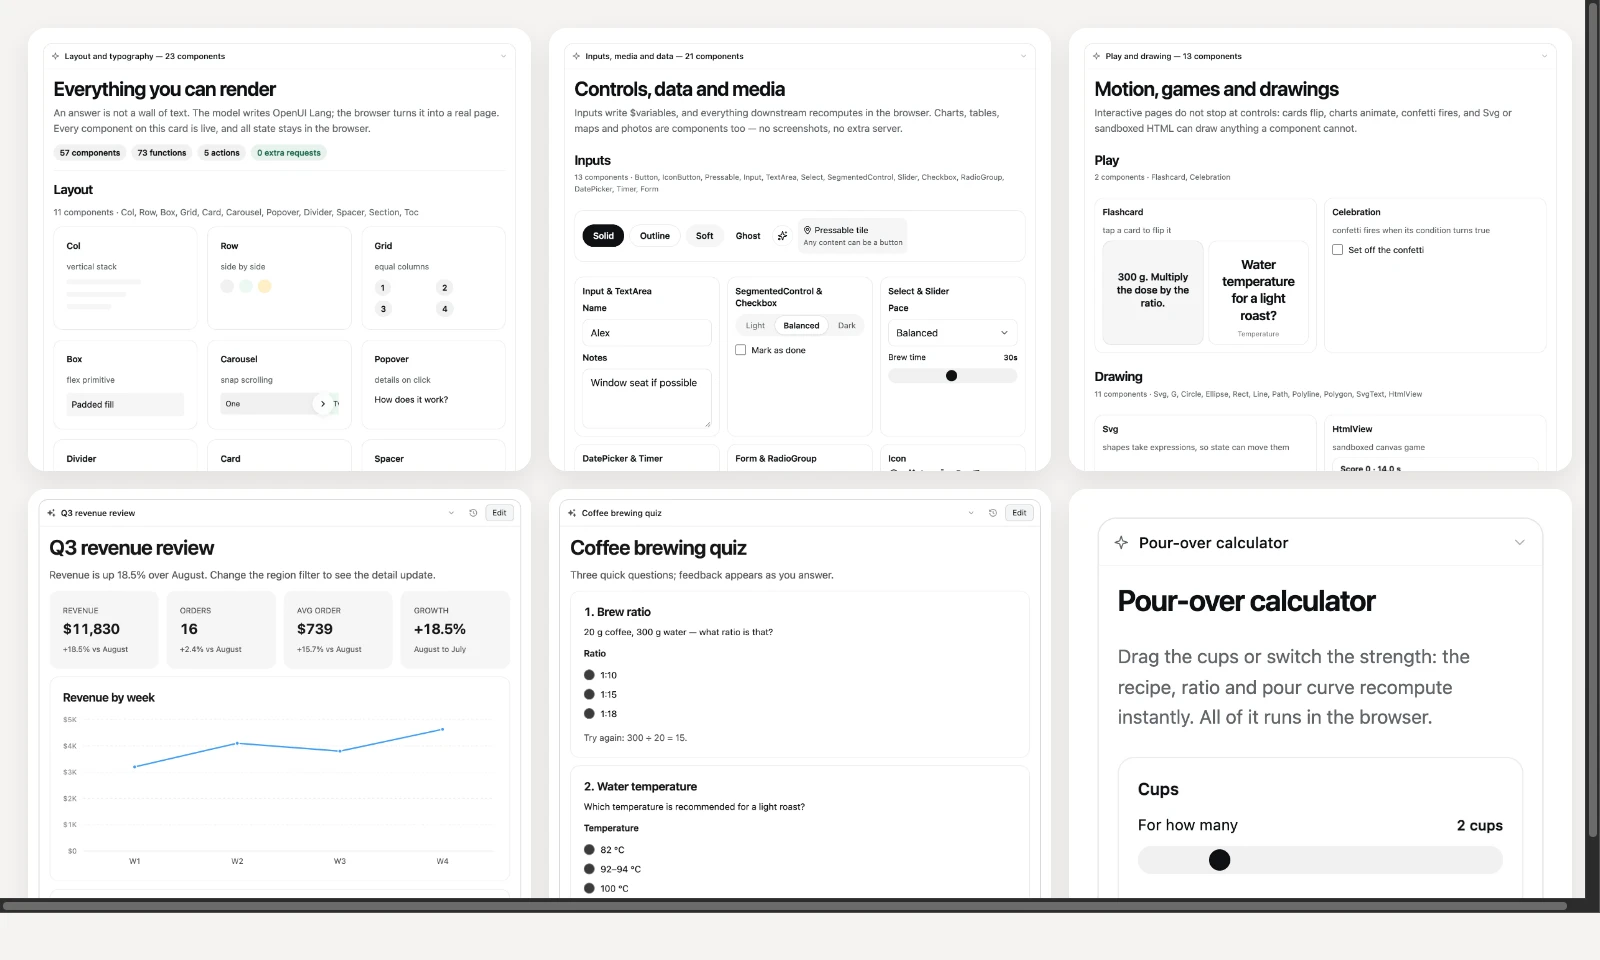 Layout and typography — 23 components
Everything you can render
An answer is not a wall of text. The model writes OpenUI Lang; the browser turns it into a real page.
Every component on this card is live, and all state stays in the browser.
57 components
73 functions
5 actions
0 extra requests
Layout
11 components · Col, Row, Box, Grid, Card, Carousel, Popover, Divider, Spacer, Section, Toc
Col
vertical stack
Row
side by side
Grid
equal columns
1
2
3
4
Box
flex primitive
Padded fill
Carousel
snap scrolling
One
Popover
details on click
How does it work?
Divider
Card
Spacer
Inputs, media and data — 21 components
Controls, data and media
Inputs write $variables, and everything downstream recomputes in the browser. Charts, tables,
maps and photos are components too — no screenshots, no extra server.
Inputs
13 components · Button, IconButton, Pressable, Input, TextArea, Select, SegmentedControl, Slider, Checkbox, RadioGroup,
DatePicker, Timer, Form
Solid
Outline
Soft
Ghost
Pressable tile
Any content can be a button
Input & TextArea
Name
Alex
Notes
Window seat if possible
SegmentedControl &
Checkbox
Light
Balanced
Dark
Mark as done
Select & Slider
Pace
Balanced
Brew time
30s
DatePicker & Timer
Form & RadioGroup
Icon
Play and drawing — 13 components
Motion, games and drawings
Interactive pages do not stop at controls: cards flip, charts animate, confetti fires, and Svg or
sandboxed HTML can draw anything a component cannot.
Play
2 components · Flashcard, Celebration
Flashcard
tap a card to flip it
300 g. Multiply
the dose by the
ratio.
Water
temperature
for a light
roast?
Temperature
Celebration
confetti fires when its condition turns true
Set off the confetti
Drawing
11 components · Svg, G, Circle, Ellipse, Rect, Line, Path, Polyline, Polygon, SvgText, HtmlView
Svg
shapes take expressions, so state can move them
HtmlView
sandboxed canvas game
Score 0 · 14.0 s
Q3 revenue review
Edit
Q3 revenue review
Revenue is up 18.5% over August. Change the region filter to see the detail update.
REVENUE
$11,830
+18.5% vs August
ORDERS
16
+2.4% vs August
AVG ORDER
$739
+15.7% vs August
GROWTH
+18.5%
August to July
Revenue by week
$5K
$4K
$3K
$2K
$1K
$0
W1
W2
W3
W4
Coffee brewing quiz
Edit
Coffee brewing quiz
Three quick questions; feedback appears as you answer.
1. Brew ratio
20 g coffee, 300 g water — what ratio is that?
Ratio
1:10
1:15
1:18
Try again: 300 ÷ 20 = 15.
2. Water temperature
Which temperature is recommended for a light roast?
Temperature
82 °C
92–94 °C
100 °C
Pour-over calculator
Pour-over calculator
Drag the cups or switch the strength: the
recipe, ratio and pour curve recompute
instantly. All of it runs in the browser.
Cups
For how many
2 cups